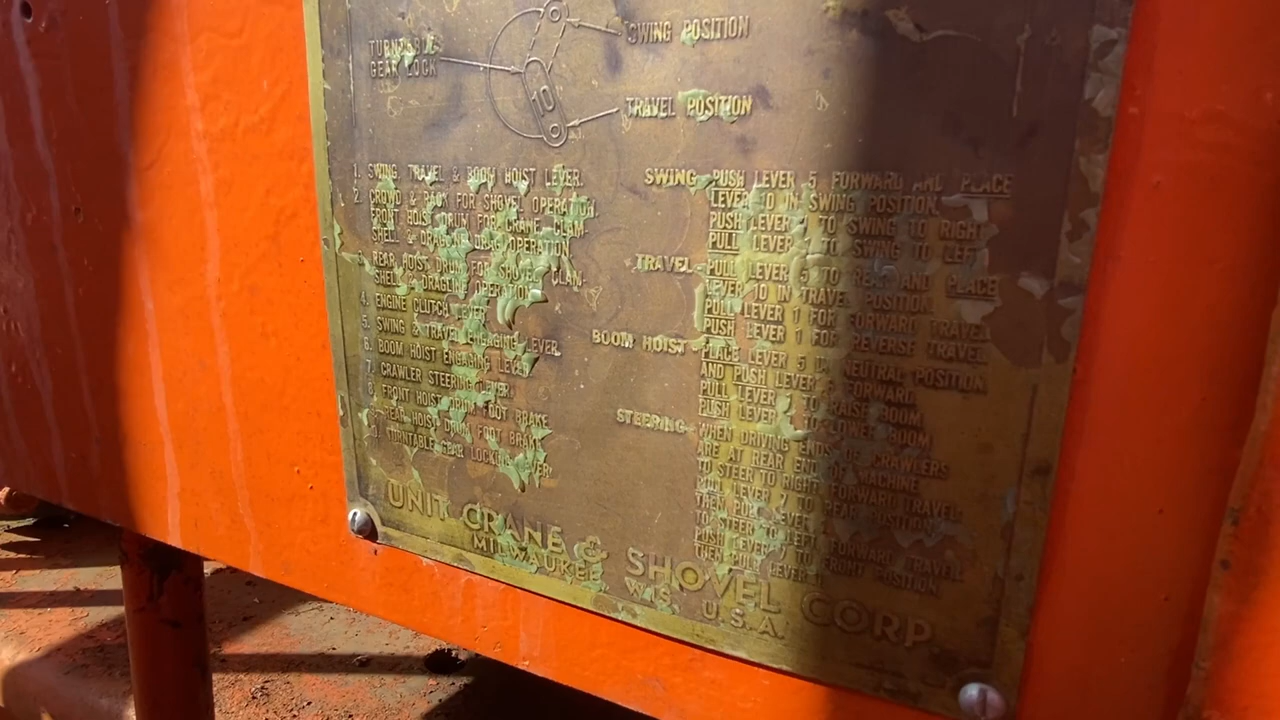 SWING POSITION
TURNTABLE
GEAR LOCK
10
TRAVEL POSITION
1. SWING, TRAVEL & BOOM HOIST LEVER.
2. CROWD & BACK FOR SHOVEL OPERATION
FRONT HOIST DRUM FOR CRANE, CLAM-
SHELL & DRAGLINE DRAG OPERATION
3. REAR HOIST DRUM FOR SHOVEL, CLAM-
SHELL & DRAGLINE OPERATION
4. ENGINE CLUTCH LEVER
5. SWING & TRAVEL ENGAGING LEVER
6. BOOM HOIST ENGAGING LEVER
7. CRAWLER STEERING LEVER
8. FRONT HOIST DRUM FOOT BRAKE
REAR HOIST DRUM FOOT BRAKE
TURNTABLE GEAR LOCKING LEVER
SWING-PUSH LEVER 5 FORWARD AND PLACE
LEVER 10 IN SWING POSITION
PUSH LEVER TO SWING TO RIGHT
PULL LEVER TO SWING TO LEFT
TRAVEL-PULL LEVER 5 TO REAR AND PLACE
LEVER 10 IN TRAVEL POSITION
PULL LEVER 1 FOR FORWARD TRAVEL
PUSH LEVER 1 FOR REVERSE TRAVEL
BOOM HOIST-PLACE LEVER 5 IN NEUTRAL POSITION
AND PUSH LEVER FORWARD
PULL LEVER TO RAISE BOOM
PUSH LEVER TO LOWER BOOM
STEERING-WHEN DRIVING ENDS OF CRAWLERS
ARE AT REAR END OF MACHINE
TO STEER TO RIGHT FORWARD TRAVEL
PULL LEVER 7 TO REAR POSITION
THEN PULL LEVER
TO STEER TO LEFT FORWARD TRAVEL
PUSH LEVER 7 TO FRONT POSITION
THEN PULL LEVER 1
UNIT CRANE & SHOVEL CORP.
MILWAUKEE WIS. U.S.A.